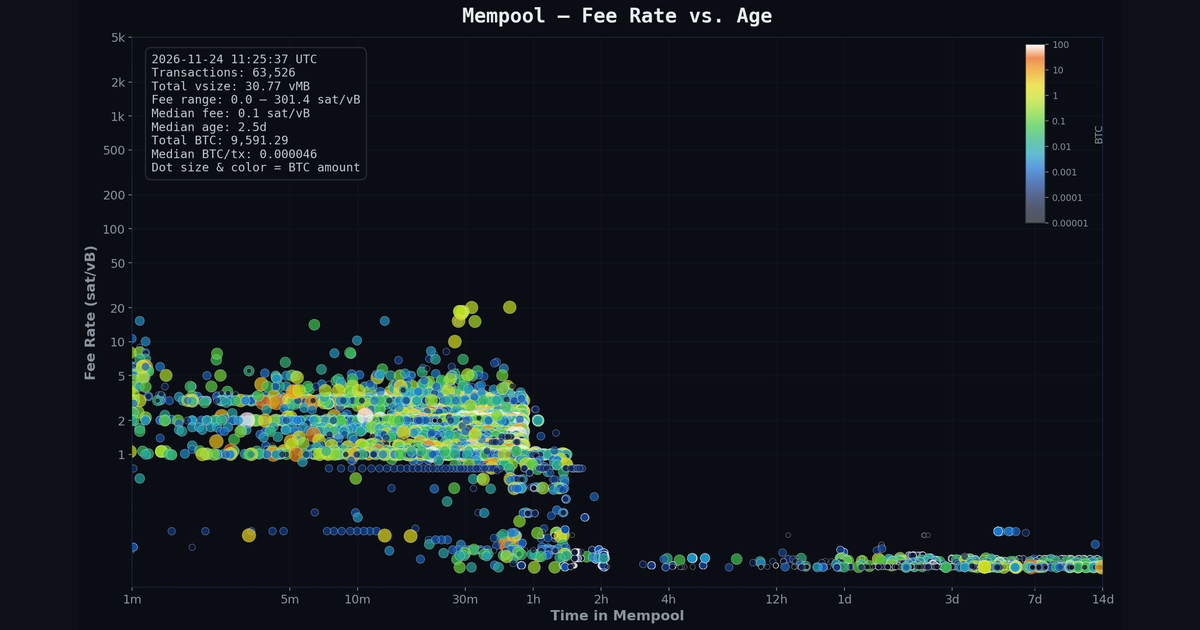 Mempool — Fee Rate vs. Age
2026-11-24 11:25:37 UTC
Transactions: 63,526
Total vsize: 30.77 vMB
Fee range: 0.0 – 301.4 sat/vB
Median fee: 0.1 sat/vB
Median age: 2.5d
Total BTC: 9,591.29
Median BTC/tx: 0.000046
Dot size & color = BTC amount
5k
2k
1k
500
200
100
50
20
10
5
2
1
Fee Rate (sat/vB)
100
10
1
0.1
0.01
0.001
0.0001
0.00001
BTC
1m 5m 10m 30m 1h 2h 4h 12h 1d 3d 7d 14d
Time in Mempool